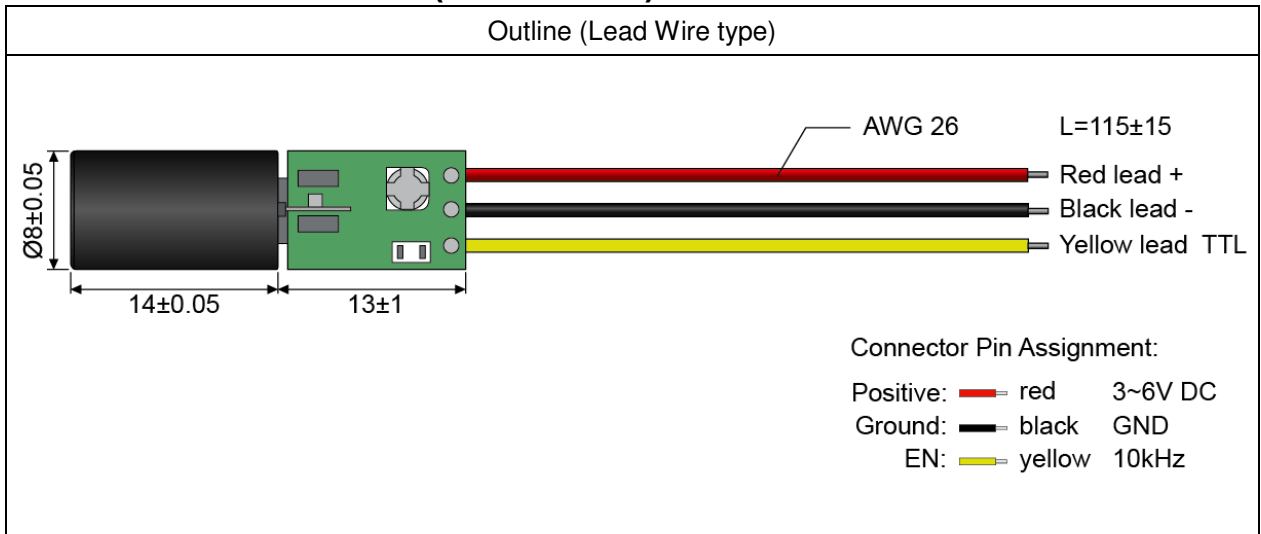 Outline (Lead Wire type)
AWG 26 L=115±15
Red lead +
Black lead -
Yellow lead TTL
Ø8±0.05
14±0.05 13±1
Connector Pin Assignment:
Positive: red 3~6V DC
Ground: black GND
EN: yellow 10kHz